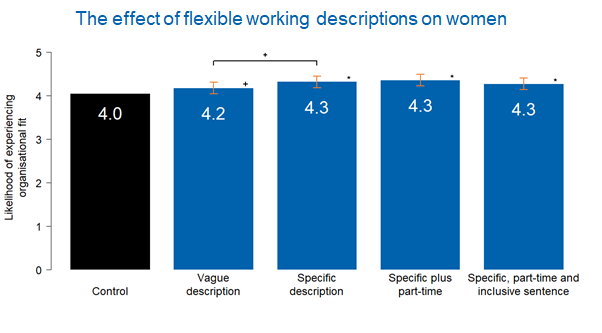 The effect of flexible working descriptions on women
Likelihood of experiencing
organisational fit
5
4
3
2
1
0
+
+
*
*
*
4.0
4.2
4.3
4.3
4.3
Control
Vague
description
Specific
description
Specific plus
part-time
Specific, part-time and
inclusive sentence